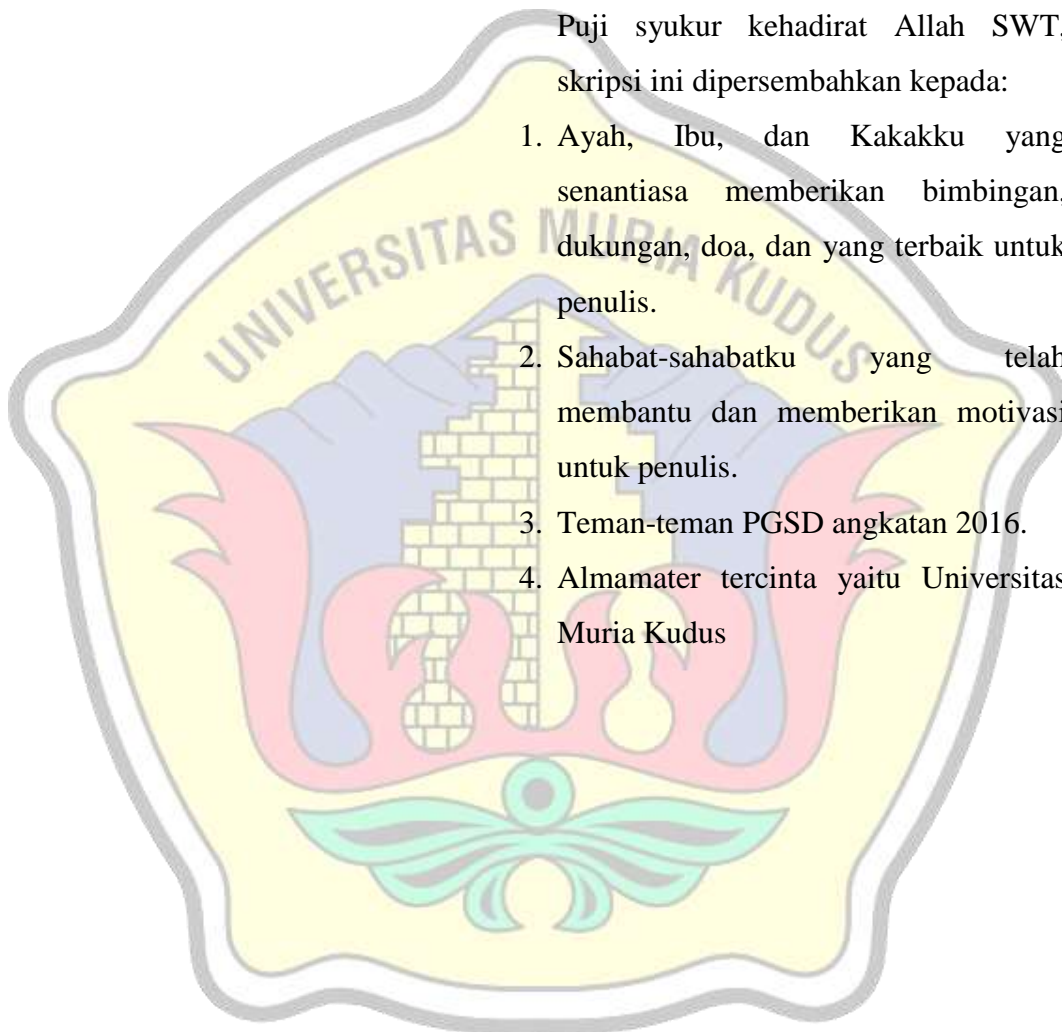 Puji syukur kehadirat Allah SWT,
skripsi ini dipersembahkan kepada:
1. Ayah, Ibu, dan Kakakku yang
senantiasa memberikan bimbingan,
dukungan, doa, dan yang terbaik untuk
penulis.
2. Sahabat-sahabatku yang telah
membantu dan memberikan motivasi
untuk penulis.
3. Teman-teman PGSD angkatan 2016.
4. Almamater tercinta yaitu Universitas
Muria Kudus
UNIVERSITAS MURIA KUDUS